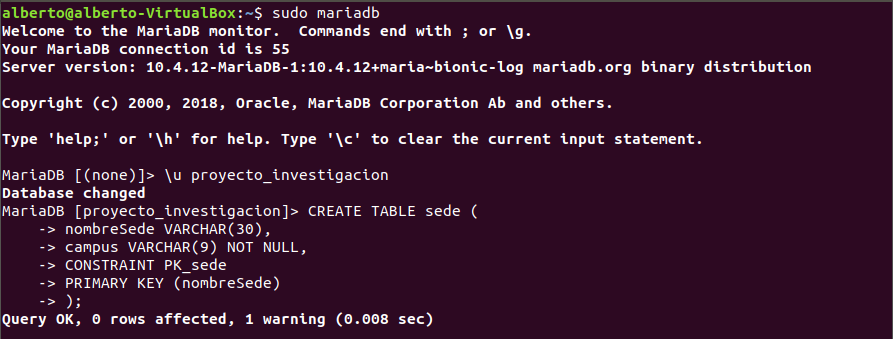 alberto@alberto-VirtualBox:~$ sudo mariadb
Welcome to the MariaDB monitor.  Commands end with ; or \g.
Your MariaDB connection id is 55
Server version: 10.4.12-MariaDB-1:10.4.12+maria~bionic-log mariadb.org binary distribution
Copyright (c) 2000, 2018, Oracle, MariaDB Corporation Ab and others.
Type 'help;' or '\h' for help. Type '\c' to clear the current input statement.
MariaDB [(none)]> \u proyecto_investigacion
Database changed
MariaDB [proyecto_investigacion]> CREATE TABLE sede (
    -> nombreSede VARCHAR(30),
    -> campus VARCHAR(9) NOT NULL,
    -> CONSTRAINT PK_sede
    -> PRIMARY KEY (nombreSede)
    -> );
Query OK, 0 rows affected, 1 warning (0.008 sec)